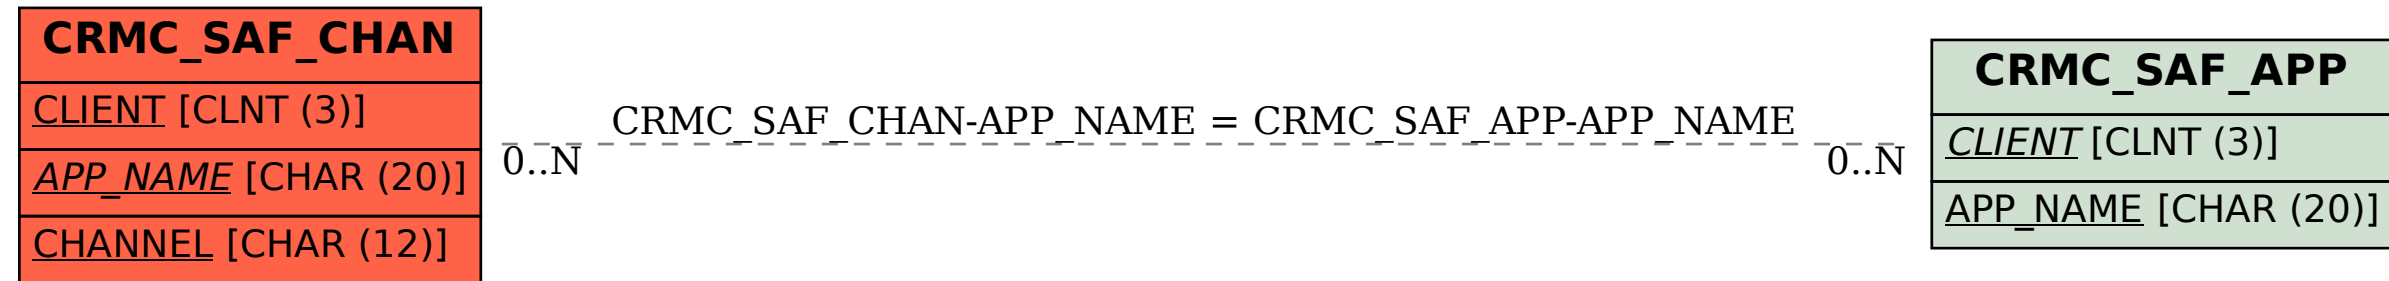 CRMC_SAF_CHAN
CLIENT [CLNT (3)]
APP_NAME [CHAR (20)]
CHANNEL [CHAR (12)]
CRMC_SAF_CHAN-APP_NAME = CRMC_SAF_APP-APP_NAME
0..N
0..N
CRMC_SAF_APP
CLIENT [CLNT (3)]
APP_NAME [CHAR (20)]